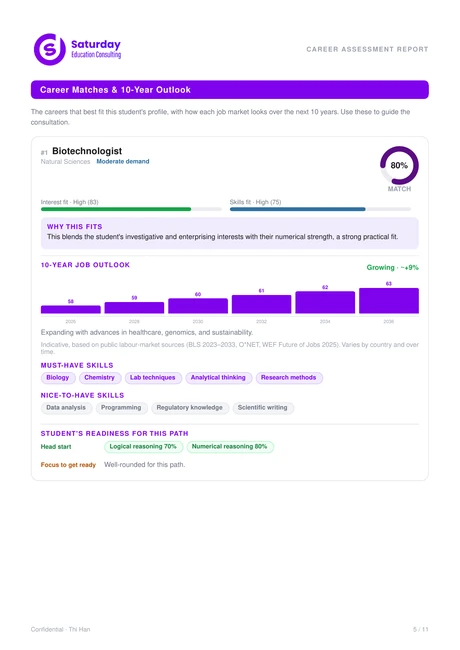 Saturday
Education Consulting
CAREER ASSESSMENT REPORT
Career Matches & 10-Year Outlook
The careers that best fit this student's profile, with how each job market looks over the next 10 years. Use these to guide the
consultation.
#1 Biotechnologist
Natural Sciences Moderate demand
80%
MATCH
Interest fit · High (83)
Skills fit · High (75)
WHY THIS FITS
This blends the student's investigative and enterprising interests with their numerical strength, a strong practical fit.
10-YEAR JOB OUTLOOK
Growing · ~+9%
58 59 60 61 62 63
2026 2028 2030 2032 2034 2036
Expanding with advances in healthcare, genomics, and sustainability.
Indicative, based on public labour-market sources (BLS 2023–2033, O*NET, WEF Future of Jobs 2025). Varies by country and over
time.
MUST-HAVE SKILLS
Biology Chemistry Lab techniques Analytical thinking Research methods
NICE-TO-HAVE SKILLS
Data analysis Programming Regulatory knowledge Scientific writing
STUDENT'S READINESS FOR THIS PATH
Head start Logical reasoning 70% Numerical reasoning 80%
Focus to get ready Well-rounded for this path.
Confidential · Thi Han
5 / 11